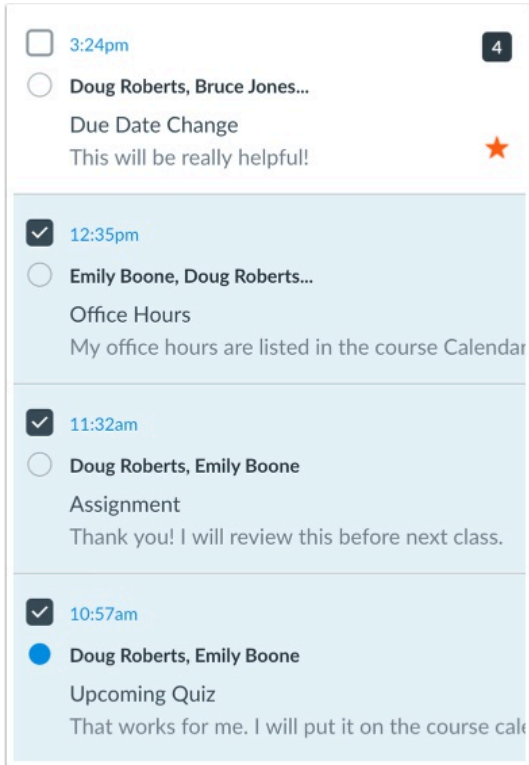 3:24pm
4
Doug Roberts, Bruce Jones...
Due Date Change
This will be really helpful!
12:35pm
Emily Boone, Doug Roberts...
Office Hours
My office hours are listed in the course Calendar
11:32am
Doug Roberts, Emily Boone
Assignment
Thank you! I will review this before next class.
10:57am
Doug Roberts, Emily Boone
Upcoming Quiz
That works for me. I will put it on the course